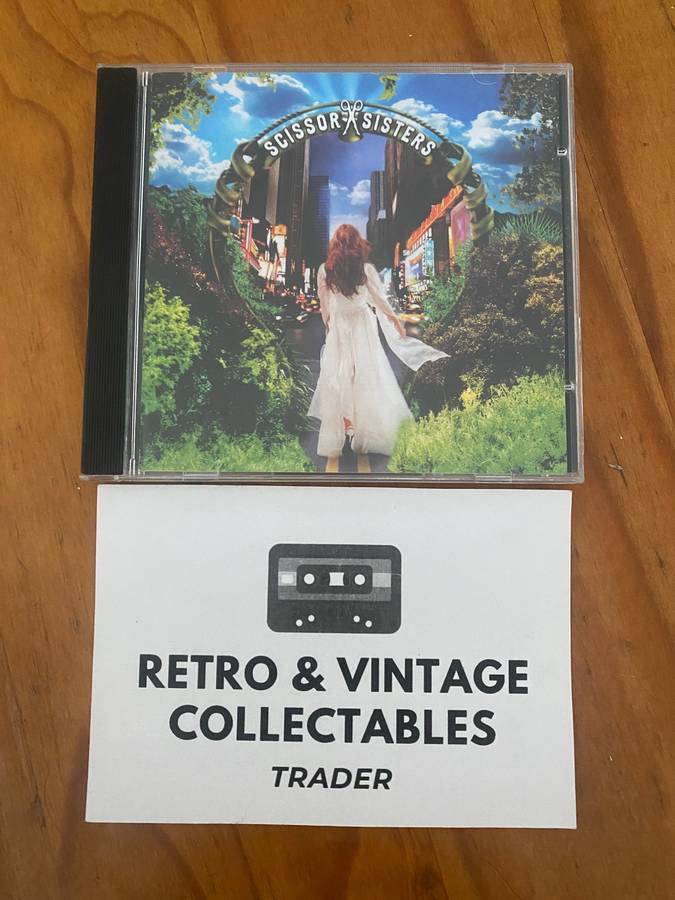 SCISSOR SISTERS
RETRO & VINTAGE
COLLECTABLES
TRADER